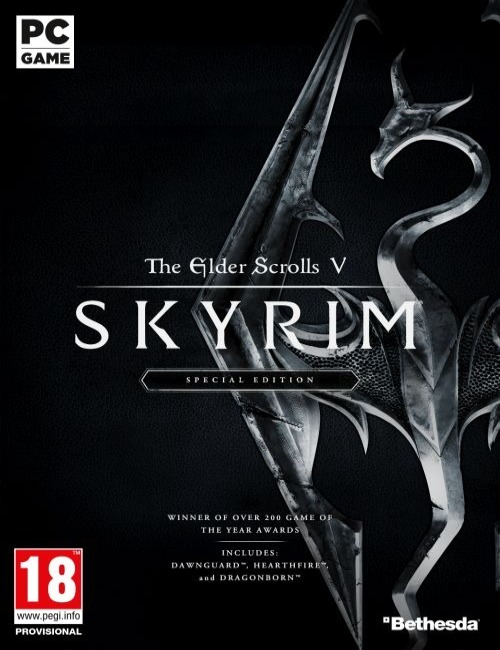 PC
GAME
The Elder Scrolls V
SKYRIM
SPECIAL EDITION
WINNER OF OVER 200 GAME OF
THE YEAR AWARDS
INCLUDES:
DAWNGUARD™, HEARTHFIRE™,
and DRAGONBORN™
18™
www.pegi.info
PROVISIONAL
Bethesda®